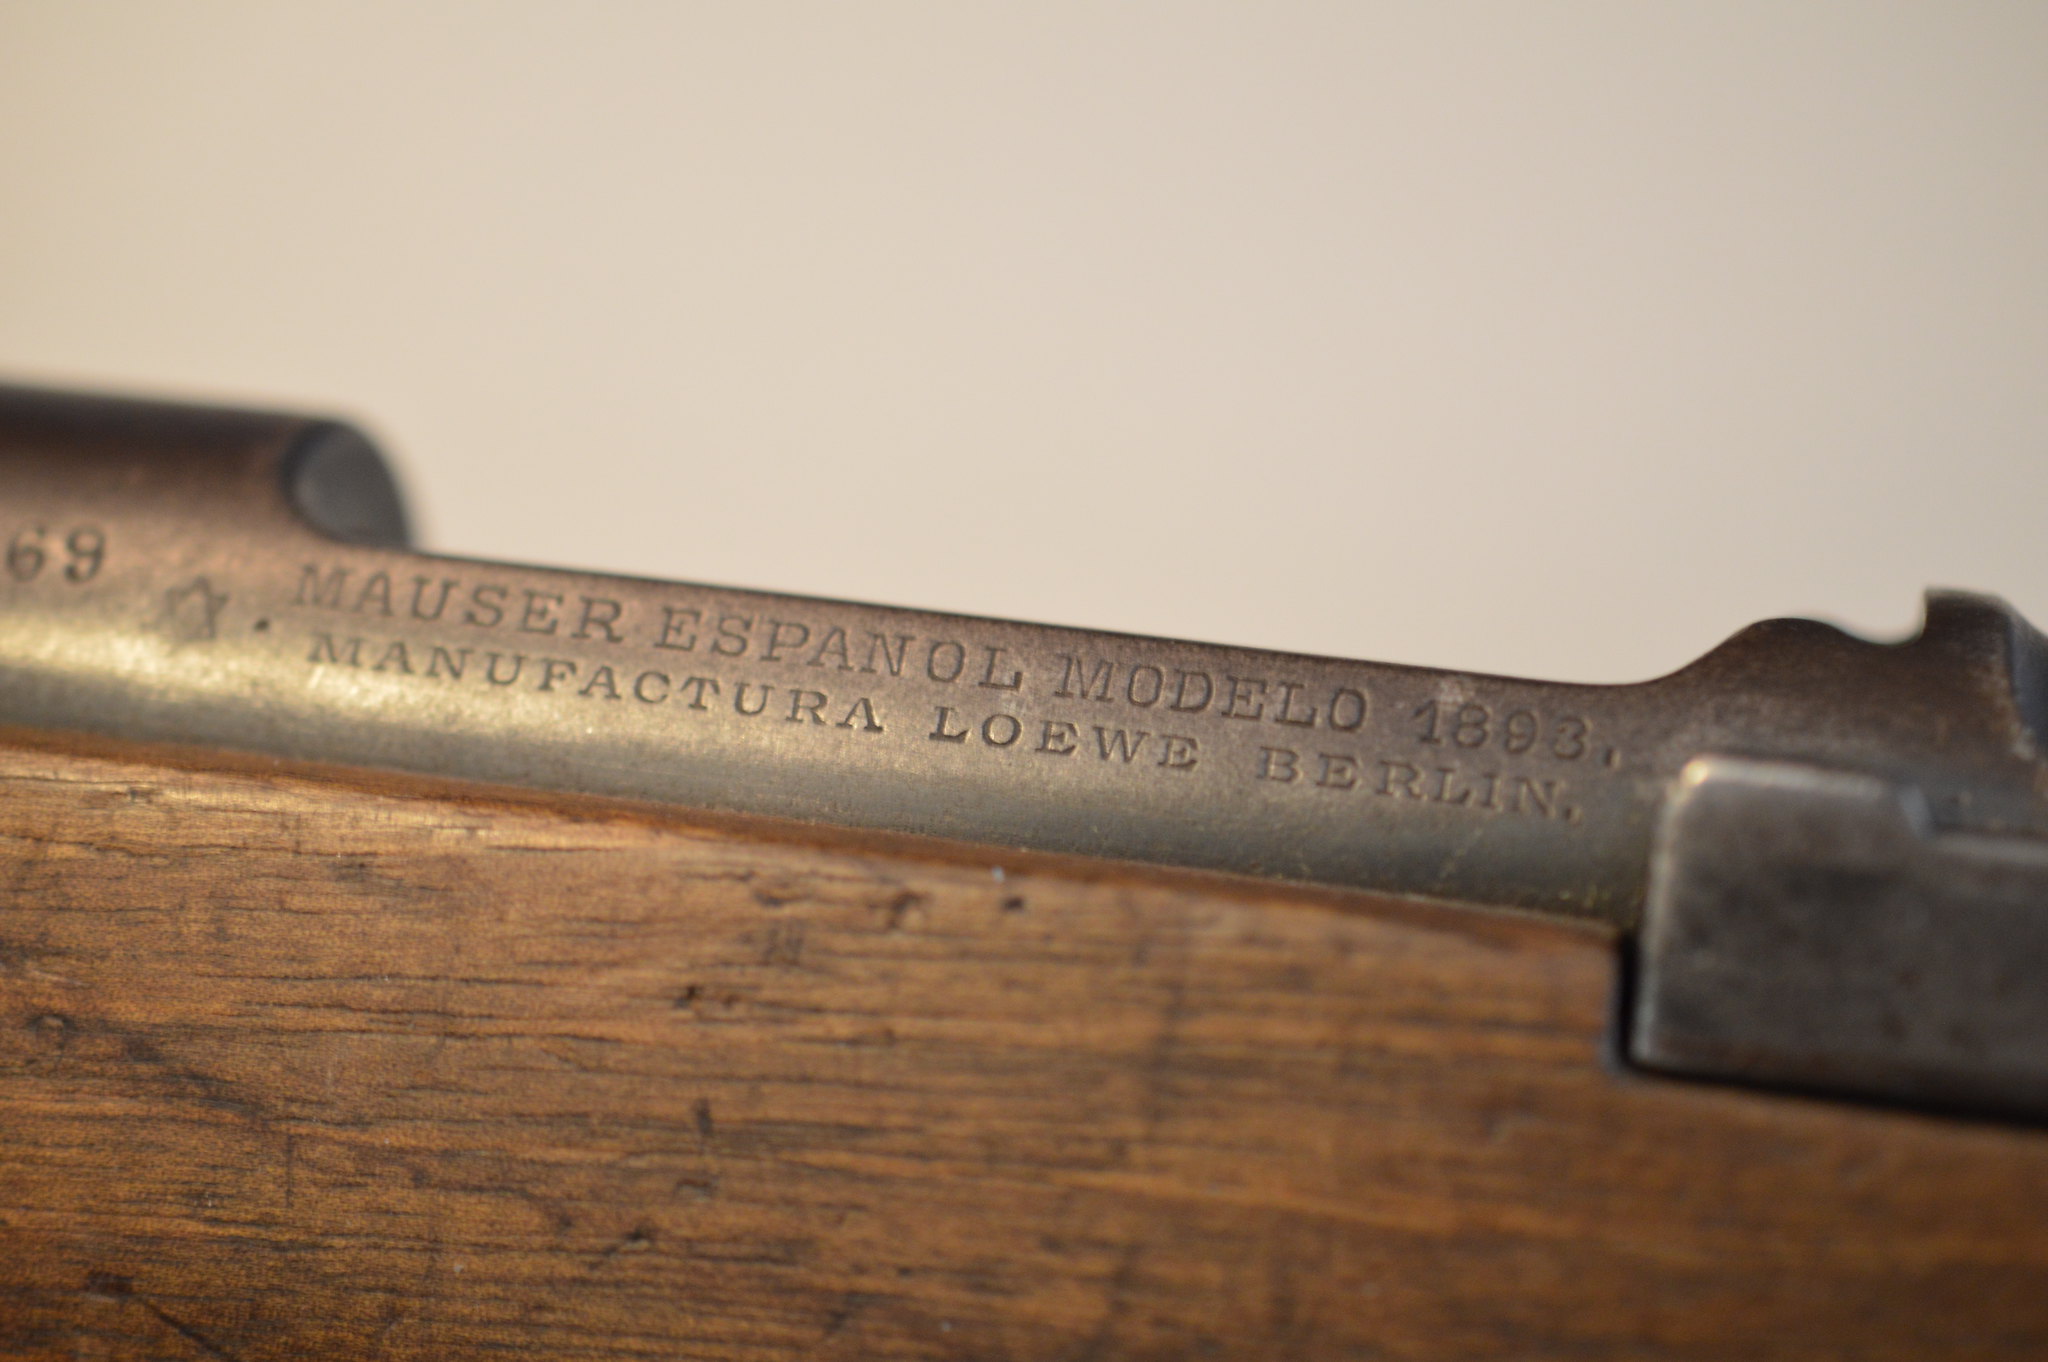 69
MAUSER ESPANOL MODELO 1893.
MANUFACTURA LOEWE BERLIN.